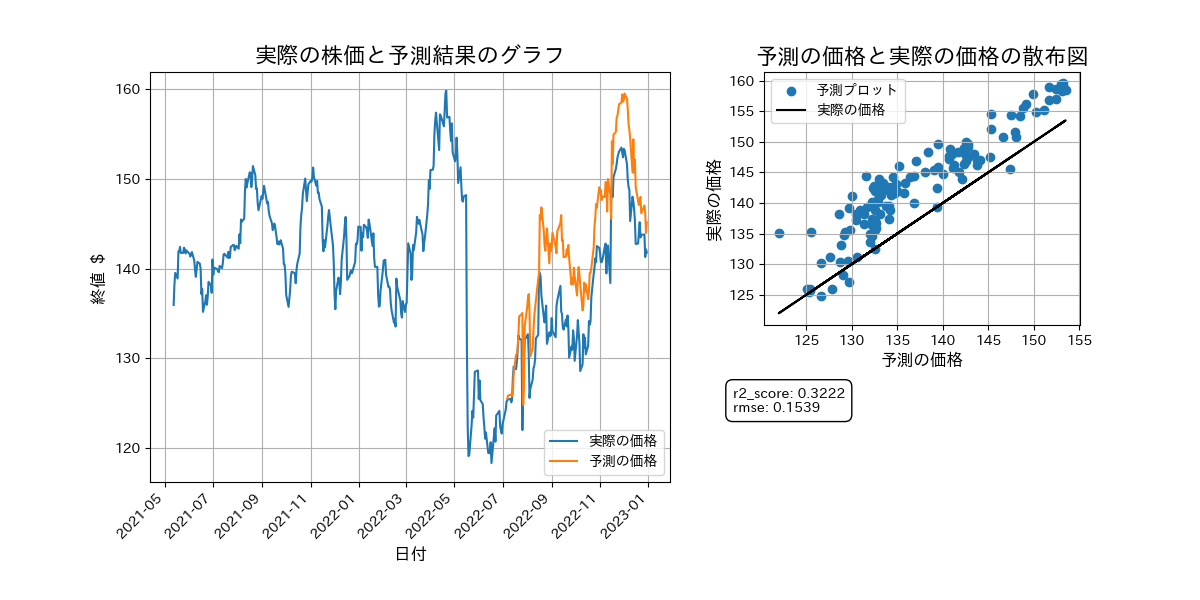 実際の株価と予測結果のグラフ
160
150
140
130
120
終値 $
2021-05
2021-07
2021-09
2021-11
2022-01
2022-03
2022-05
2022-07
2022-09
2022-11
2023-01
日付
実際の価格
予測の価格
予測の価格と実際の価格の散布図
予測プロット
実際の価格
160
155
150
145
140
135
130
125
実際の価格
125
130
135
140
145
150
155
予測の価格
r2_score: 0.3222
rmse: 0.1539